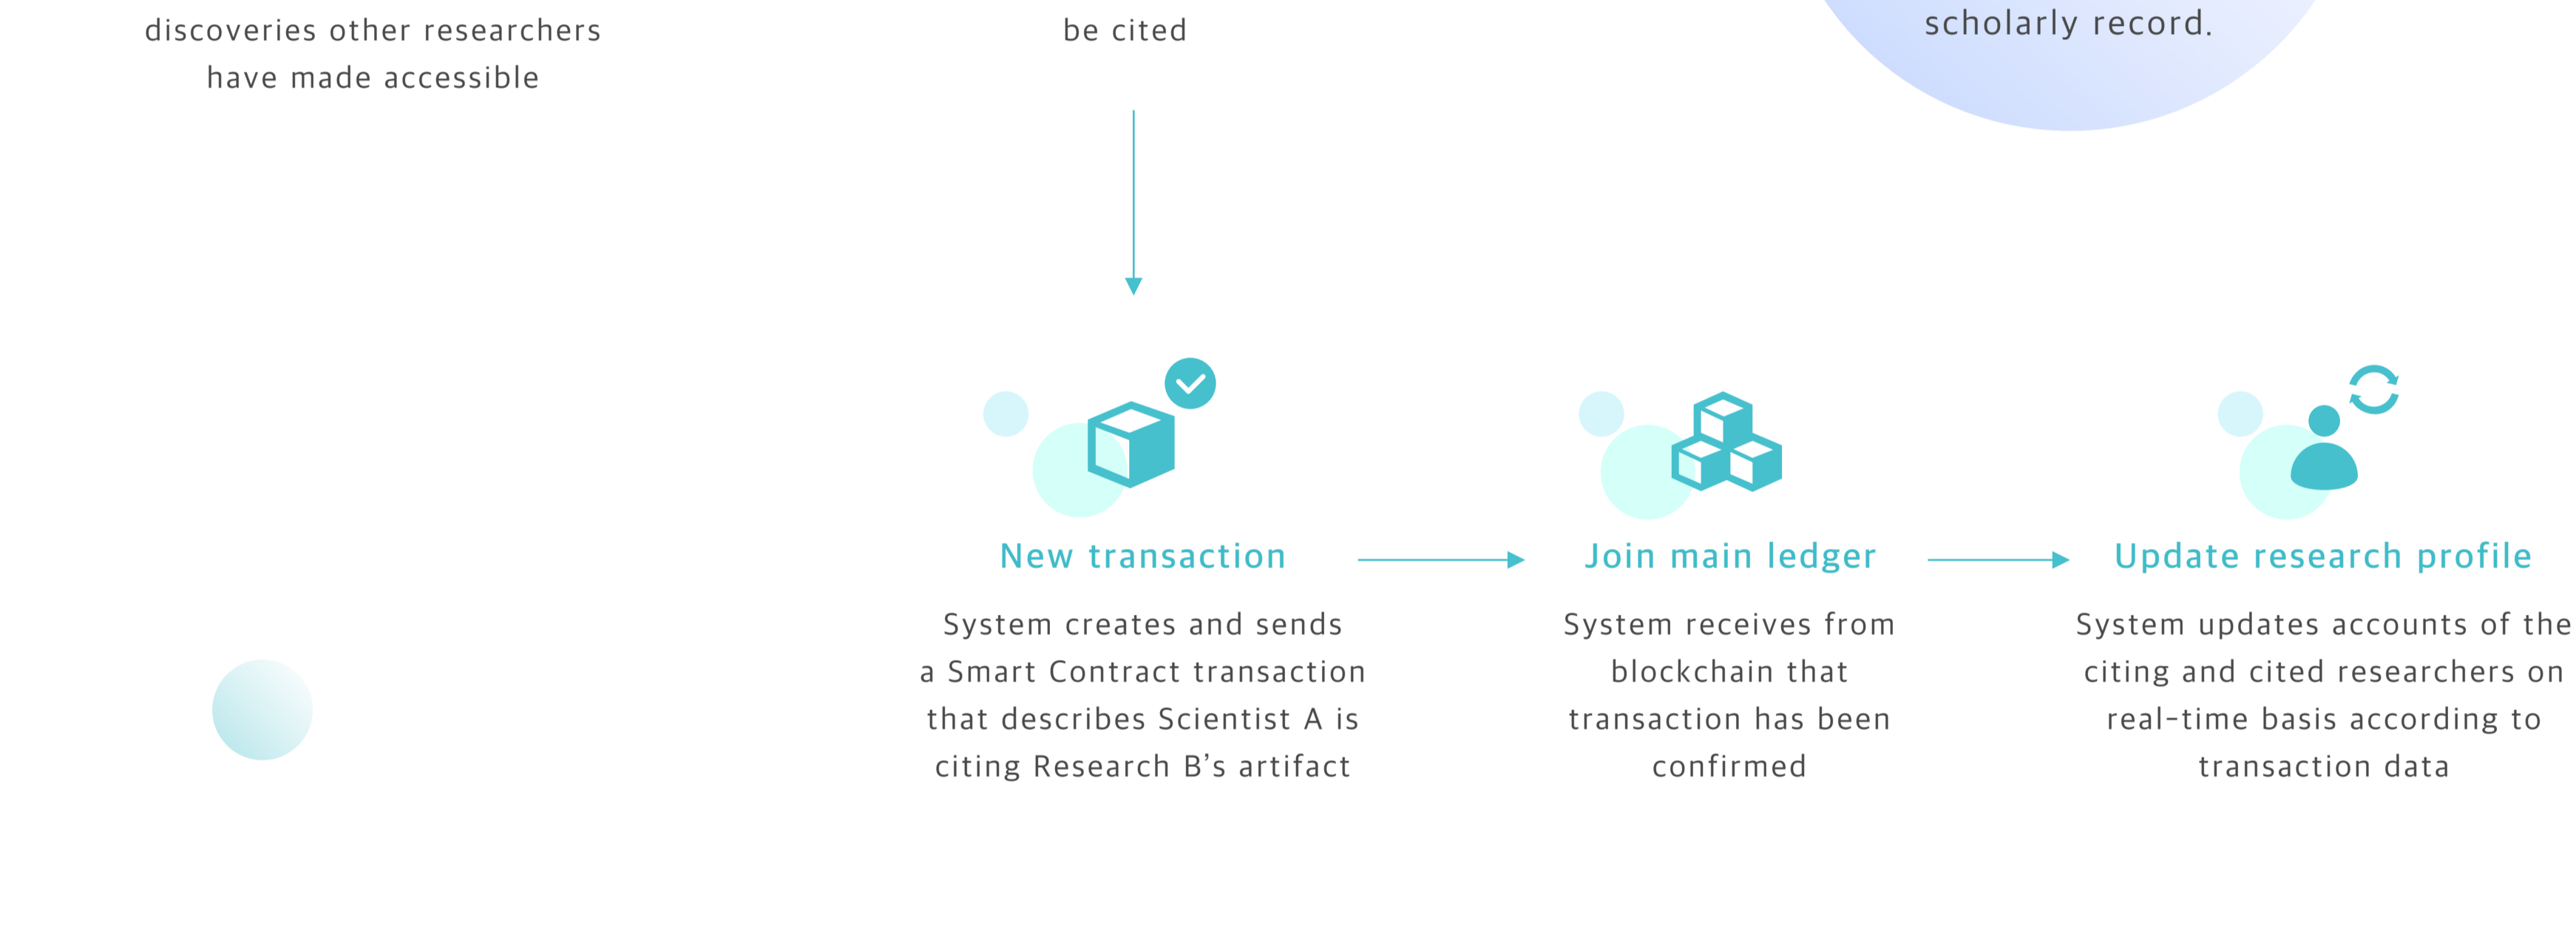 discoveries other researchers
have made accessible
be cited
scholarly record.
New transaction
System creates and sends
a Smart Contract transaction
that describes Scientist A is
citing Research B’s artifact
Join main ledger
System receives from
blockchain that
transaction has been
confirmed
Update research profile
System updates accounts of the
citing and cited researchers on
real-time basis according to
transaction data